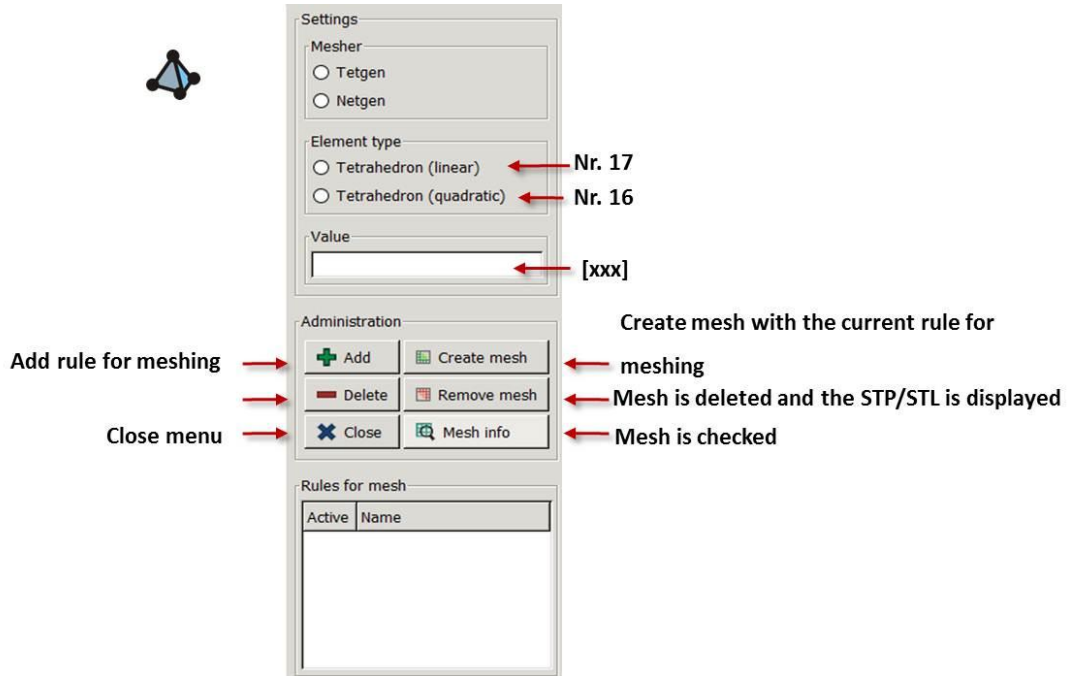 Settings
Mesher
Tetgen
Netgen
Element type
Tetrahedron (linear)
Nr. 17
Tetrahedron (quadratic)
Nr. 16
Value
[xxx]
Administration
Create mesh with the current rule for
meshing
Add rule for meshing
Add
Create mesh
Delete
Remove mesh
Mesh is deleted and the STP/STL is displayed
Close menu
Close
Mesh info
Mesh is checked
Rules for mesh
Active Name